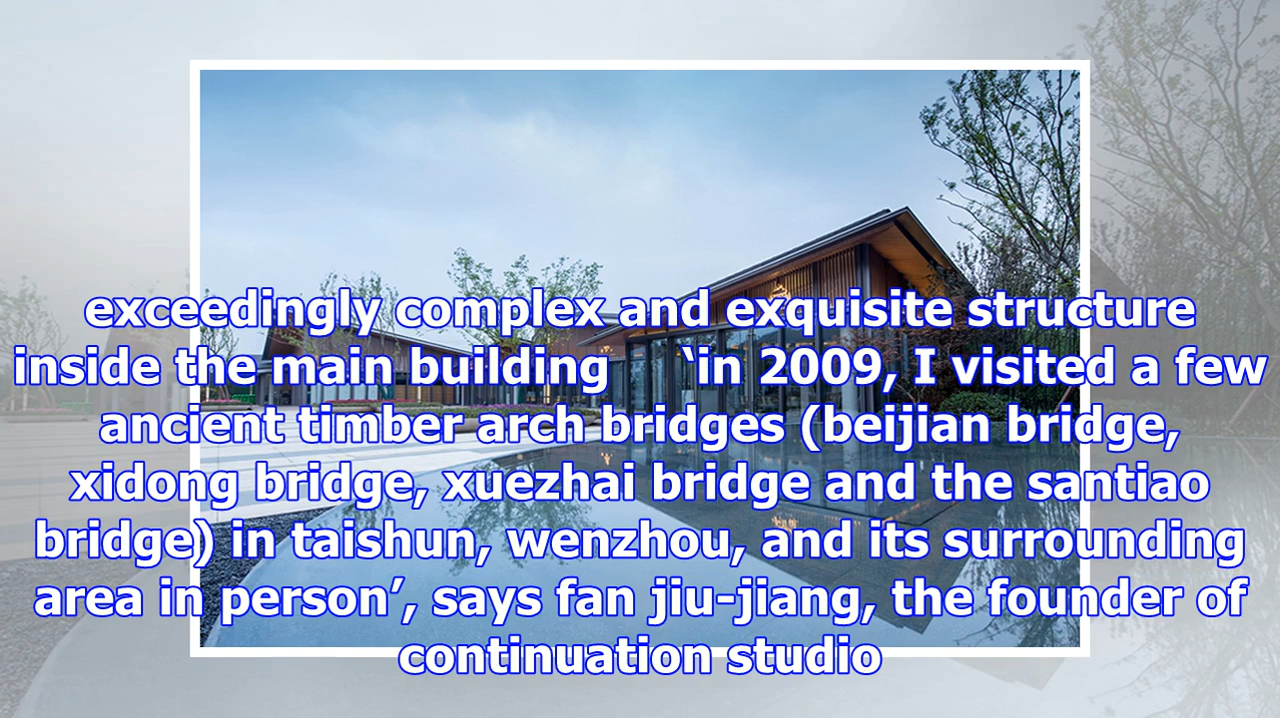 exceedingly complex and exquisite structure
inside the main building ‘in 2009, I visited a few
ancient timber arch bridges (beijian bridge,
xidong bridge, xuezhai bridge and the santiao
bridge) in taishun, wenzhou, and its surrounding
area in person’, says fan jiu-jiang, the founder of
continuation studio